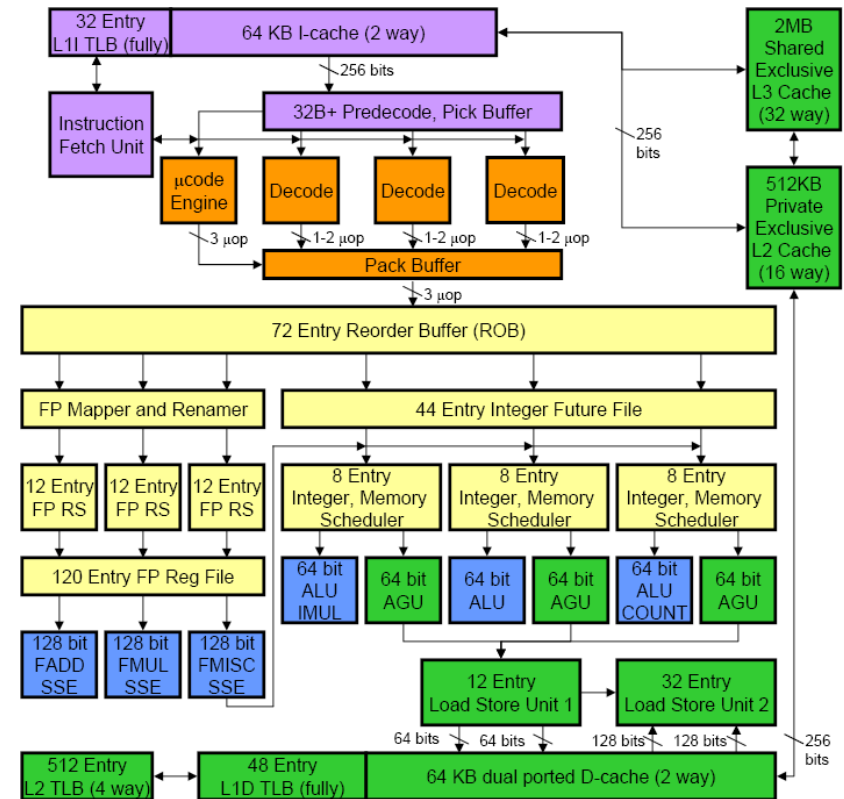 32 Entry
L1I TLB (fully)
64 KB I-cache (2 way)
2MB
Shared
Exclusive
L3 Cache
(32 way)
256 bits
Instruction
Fetch Unit
32B+ Predecode, Pick Buffer
256
bits
µcode
Engine
Decode
Decode
Decode
512KB
Private
Exclusive
L2 Cache
(16 way)
3 µop
1-2 µop
1-2 µop
1-2 µop
Pack Buffer
3 µop
72 Entry Reorder Buffer (ROB)
FP Mapper and Renamer
44 Entry Integer Future File
12 Entry
FP RS
12 Entry
FP RS
12 Entry
FP RS
8 Entry
Integer, Memory
Scheduler
8 Entry
Integer, Memory
Scheduler
8 Entry
Integer, Memory
Scheduler
120 Entry FP Reg File
64 bit
ALU
IMUL
64 bit
AGU
64 bit
ALU
64 bit
AGU
64 bit
ALU
COUNT
64 bit
AGU
128 bit
FADD
SSE
128 bit
FMUL
SSE
128 bit
FMISC
SSE
12 Entry
Load Store Unit 1
32 Entry
Load Store Unit 2
64 bits
64 bits
128 bits
128 bits
256
bits
512 Entry
L2 TLB (4 way)
48 Entry
L1D TLB (fully)
64 KB dual ported D-cache (2 way)